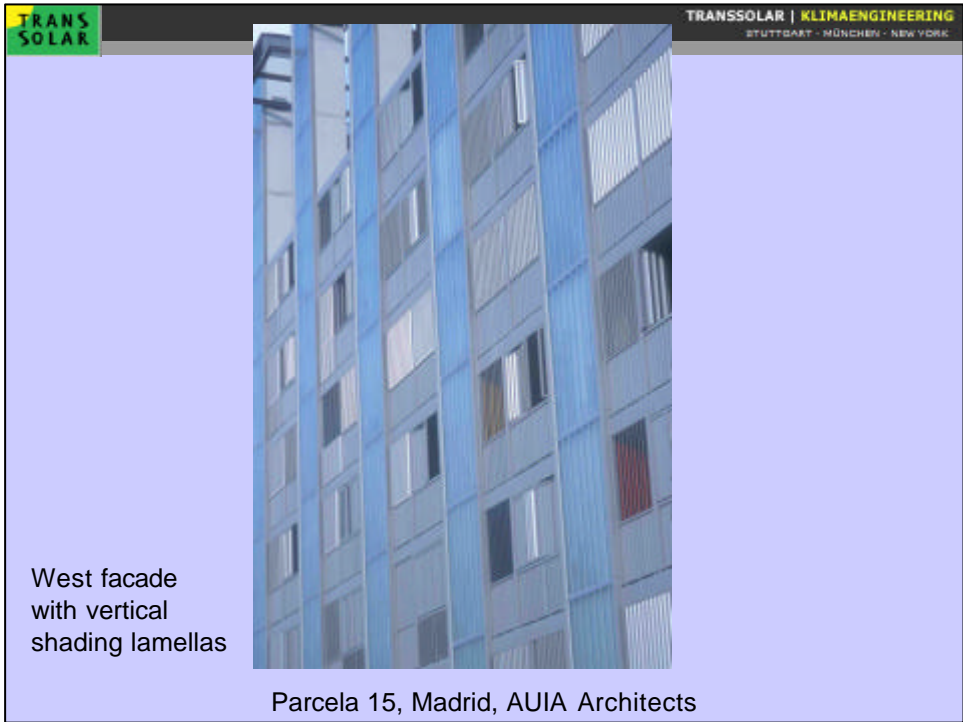 TRANS
SOLAR
TRANSSOLAR | KLIMAENGINEERING
STUTTGART - MÜNCHEN - NEW YORK
West facade
with vertical
shading lamellas
Parcela 15, Madrid, AUIA Architects